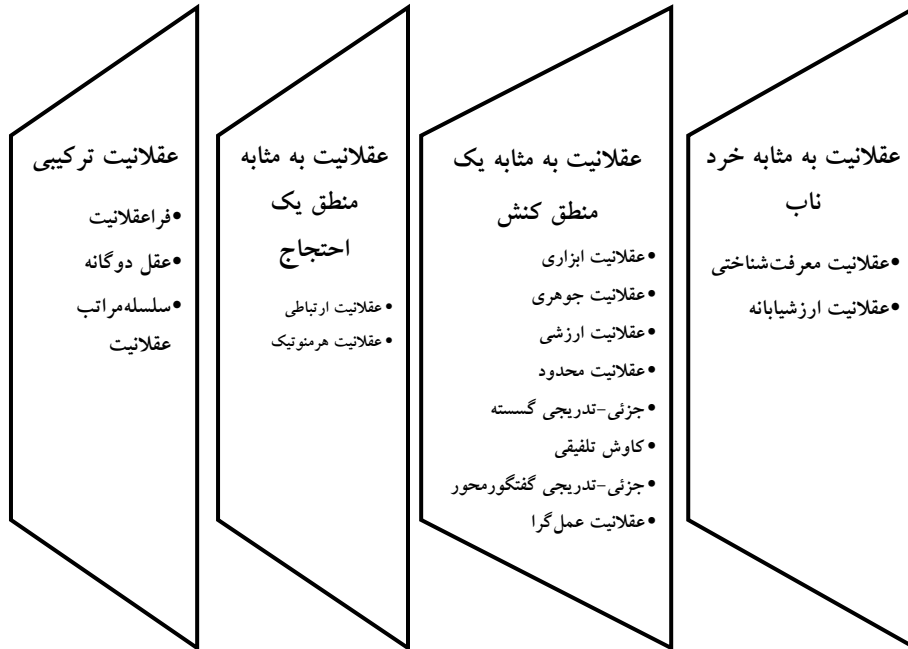 عقلانیت به مثابه خرد
ناب
•عقلانیت معرفت‌شناختی
•عقلانیت ارزشیابانه
عقلانیت به مثابه یک
منطق کنش
•عقلانیت ابزاری
•عقلانیت جوهری
•عقلانیت ارزشی
•عقلانیت محدود
•جزئی-تدریجی گسسته
•کاوش تلفیقی
•جزئی-تدریجی گفتگورمحور
•عقلانیت عمل‌گرا
عقلانیت به مثابه
منطق یک
احتجاج
•عقلانیت ارتباطی
•عقلانیت هرمنوتیک
عقلانیت ترکیبی
•فراعقلانیت
•عقل دوگانه
•سلسله‌مراتب
عقلانیت